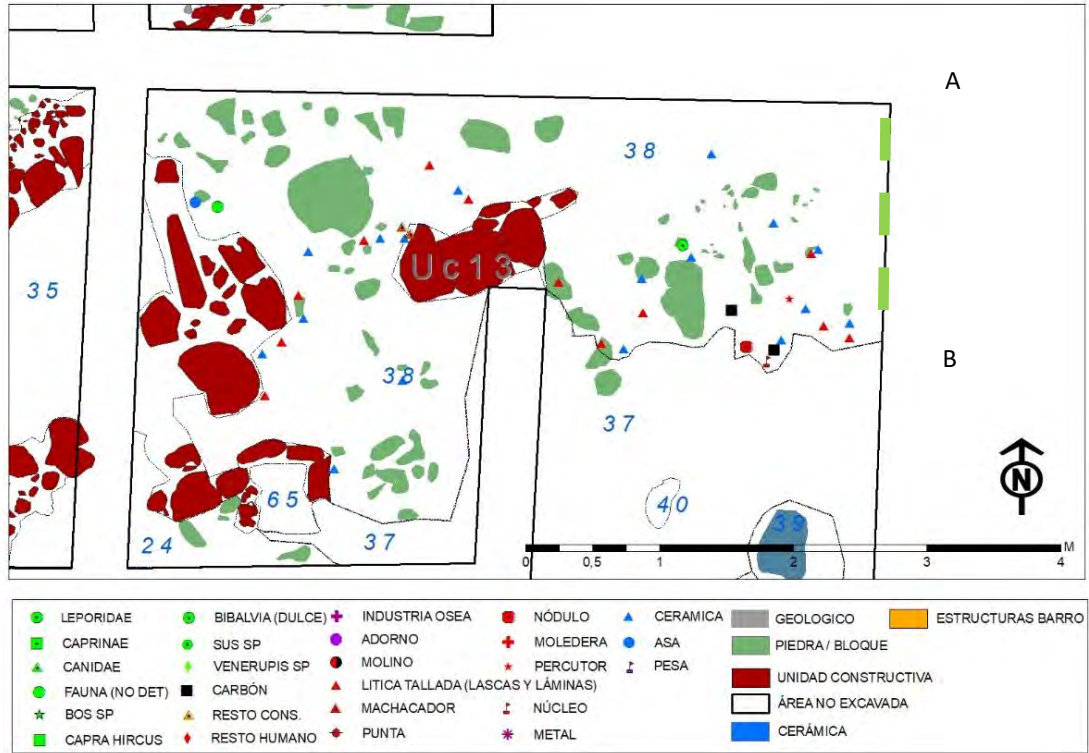 A
38
35
Uc13
38
B
37
40
65
39
24
37
N
0 0,5 1 2 3 4 M
LEPORIDAE
CAPRINAE
CANIDAE
FAUNA (NO DET)
BOS SP
CAPRA HIRCUS
BIBALVIA (DULCE)
SUS SP
VENERUPIS SP
CARBÓN
RESTO CONS.
RESTO HUMANO
INDUSTRIA OSEA
ADORNO
MOLINO
LITICA TALLADA (LASCAS Y LÁMINAS)
MACHACADOR
PUNTA
NÓDULO
MOLEDERA
PERCUTOR
NÚCLEO
METAL
CERAMICA
ASA
PESA
GEOLOGICO
PIEDRA / BLOQUE
UNIDAD CONSTRUCTIVA
ÁREA NO EXCAVADA
CERÁMICA
ESTRUCTURAS BARRO